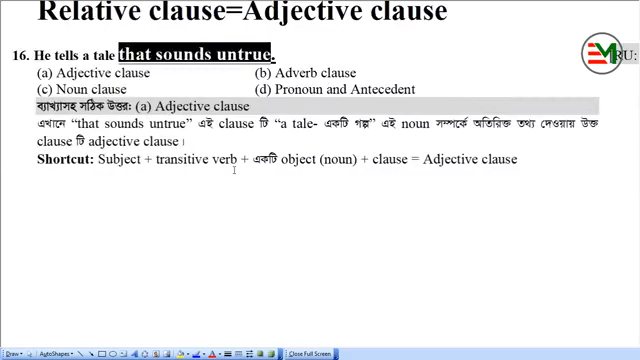 Relative clause=Adjective clause
16. He tells a tale that sounds untrue.
RU:
(a) Adjective clause (b) Adverb clause
(c) Noun clause (d) Pronoun and Antecedent
ব্যাখ্যাসহ সঠিক উত্তর: (a) Adjective clause
এখানে “that sounds untrue” এই clause টি “a tale- একটি গল্প” এই noun সম্পর্কে অতিরিক্ত তথ্য দেওয়ায় উক্ত
clause টি adjective clause।
Shortcut: Subject + transitive verb + একটি object (noun) + clause = Adjective clause
Draw AutoShapes Close Full Screen